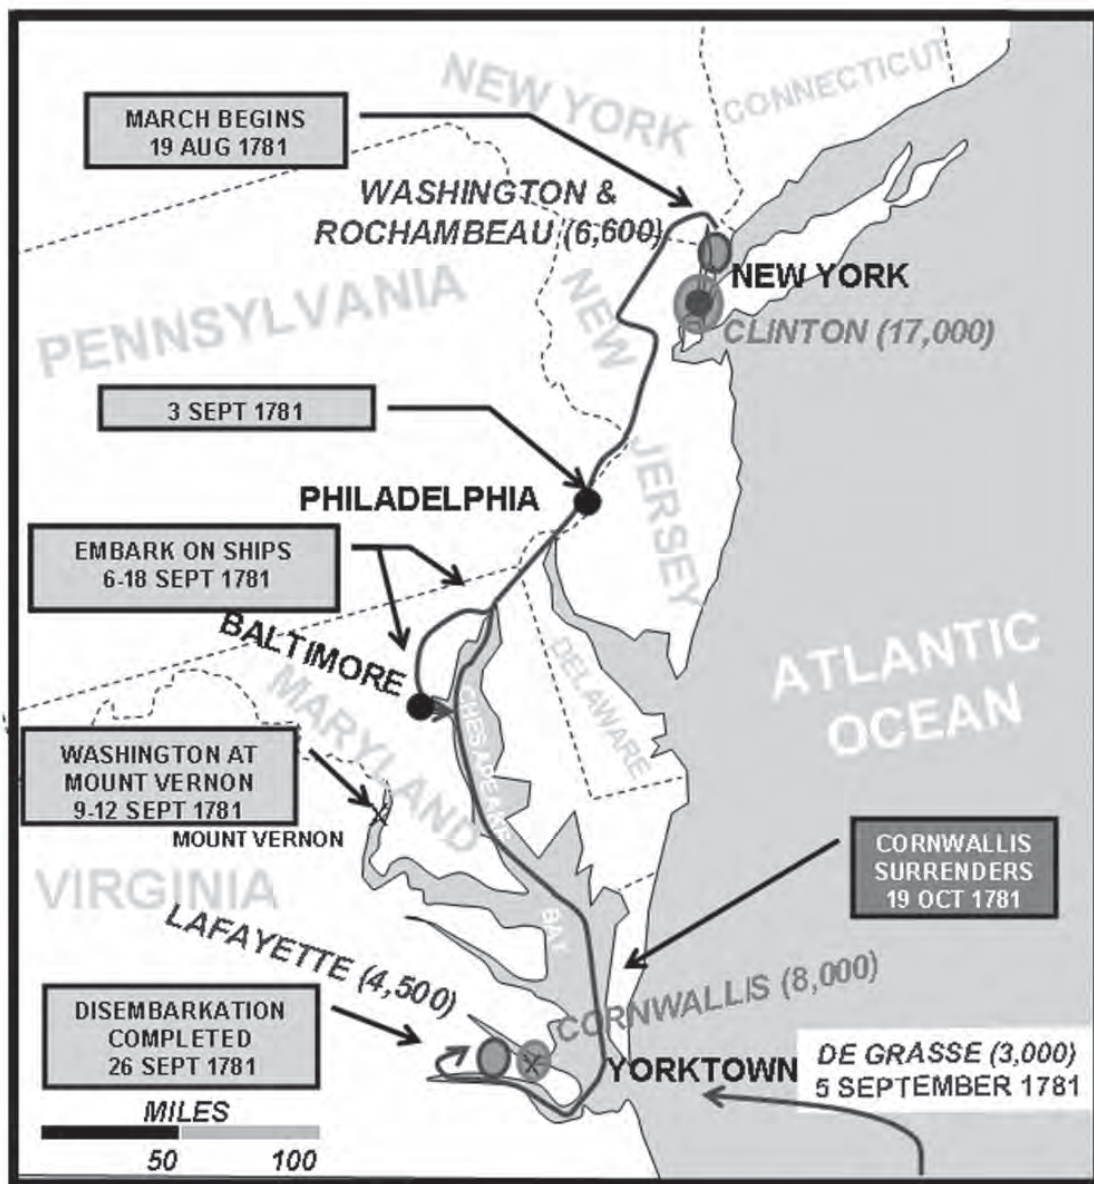 NEW YORK
CONNECTICUT
MARCH BEGINS
19 AUG 1781
WASHINGTON &
ROCHAMBEAU (6,600)
NEW YORK
CLINTON (17,000)
PENNSYLVANIA
NEW
JERSEY
3 SEPT 1781
PHILADELPHIA
EMBARK ON SHIPS
6-18 SEPT 1781
BALTIMORE
MARYLAND
DELAWARE
CHESAPEAKE
BAY
ATLANTIC
OCEAN
WASHINGTON AT
MOUNT VERNON
9-12 SEPT 1781
MOUNT VERNON
VIRGINIA
CORNWALLIS
SURRENDERS
19 OCT 1781
LAFAYETTE (4,500)
CORNWALLIS (8,000)
DISEMBARKATION
COMPLETED
26 SEPT 1781
YORKTOWN
DE GRASSE (3,000)
5 SEPTEMBER 1781
MILES
50 100